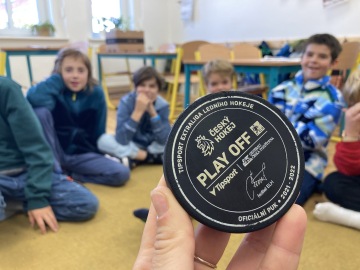 TIPSPORT EXTRALIGA LEDNÍHO HOKEJE
ČESKÝ
HOKEJ
PLAY OFF
Tipsport
OFICIÁLNÍ PUK • 2021 - 2022